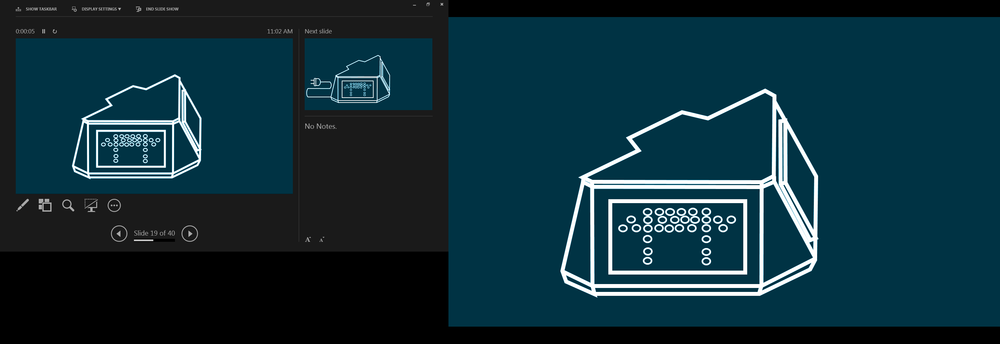 SHOW TASKBAR
DISPLAY SETTINGS ▼
END SLIDE SHOW
0:00:05
11:02 AM
Next slide
No Notes.
Slide 19 of 40
A
A